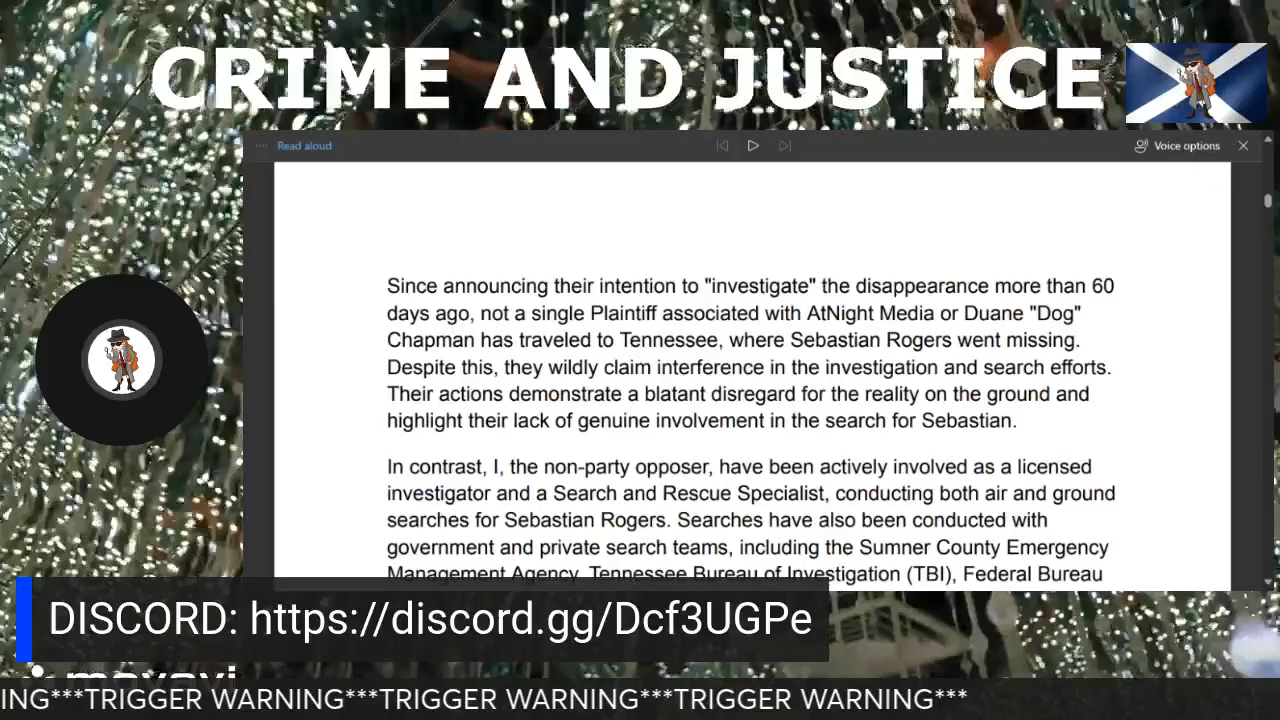 CRIME AND JUSTICE
Read aloud
Voice options
Since announcing their intention to "investigate" the disappearance more than 60
days ago, not a single Plaintiff associated with AtNight Media or Duane "Dog"
Chapman has traveled to Tennessee, where Sebastian Rogers went missing.
Despite this, they wildly claim interference in the investigation and search efforts.
Their actions demonstrate a blatant disregard for the reality on the ground and
highlight their lack of genuine involvement in the search for Sebastian.
In contrast, I, the non-party opposer, have been actively involved as a licensed
investigator and a Search and Rescue Specialist, conducting both air and ground
searches for Sebastian Rogers. Searches have also been conducted with
government and private search teams, including the Sumner County Emergency
Management Agency, Tennessee Bureau of Investigation (TBI), Federal Bureau
DISCORD: https://discord.gg/Dcf3UGPe
movavi
ING***TRIGGER WARNING***TRIGGER WARNING***TRIGGER WARNING***